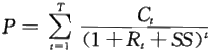 P = \sum_{t=1}^{T} \frac{C_t}{(1 + R_t + SS)^t}